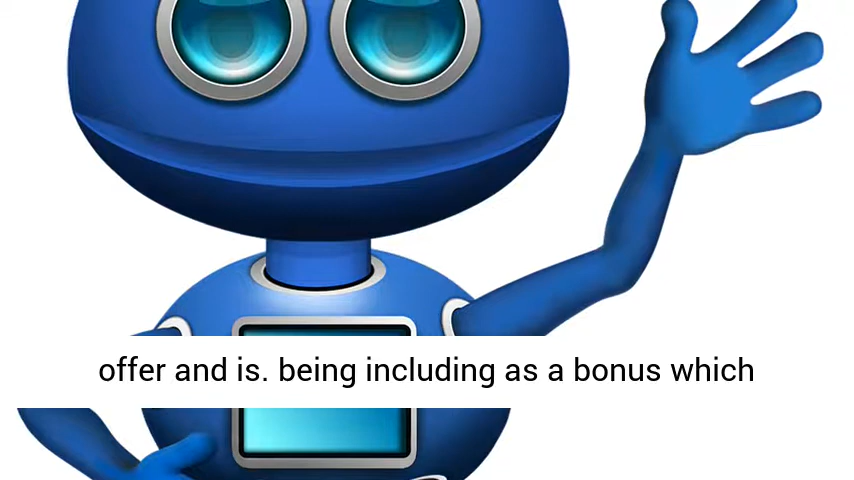 offer and is. being including as a bonus which